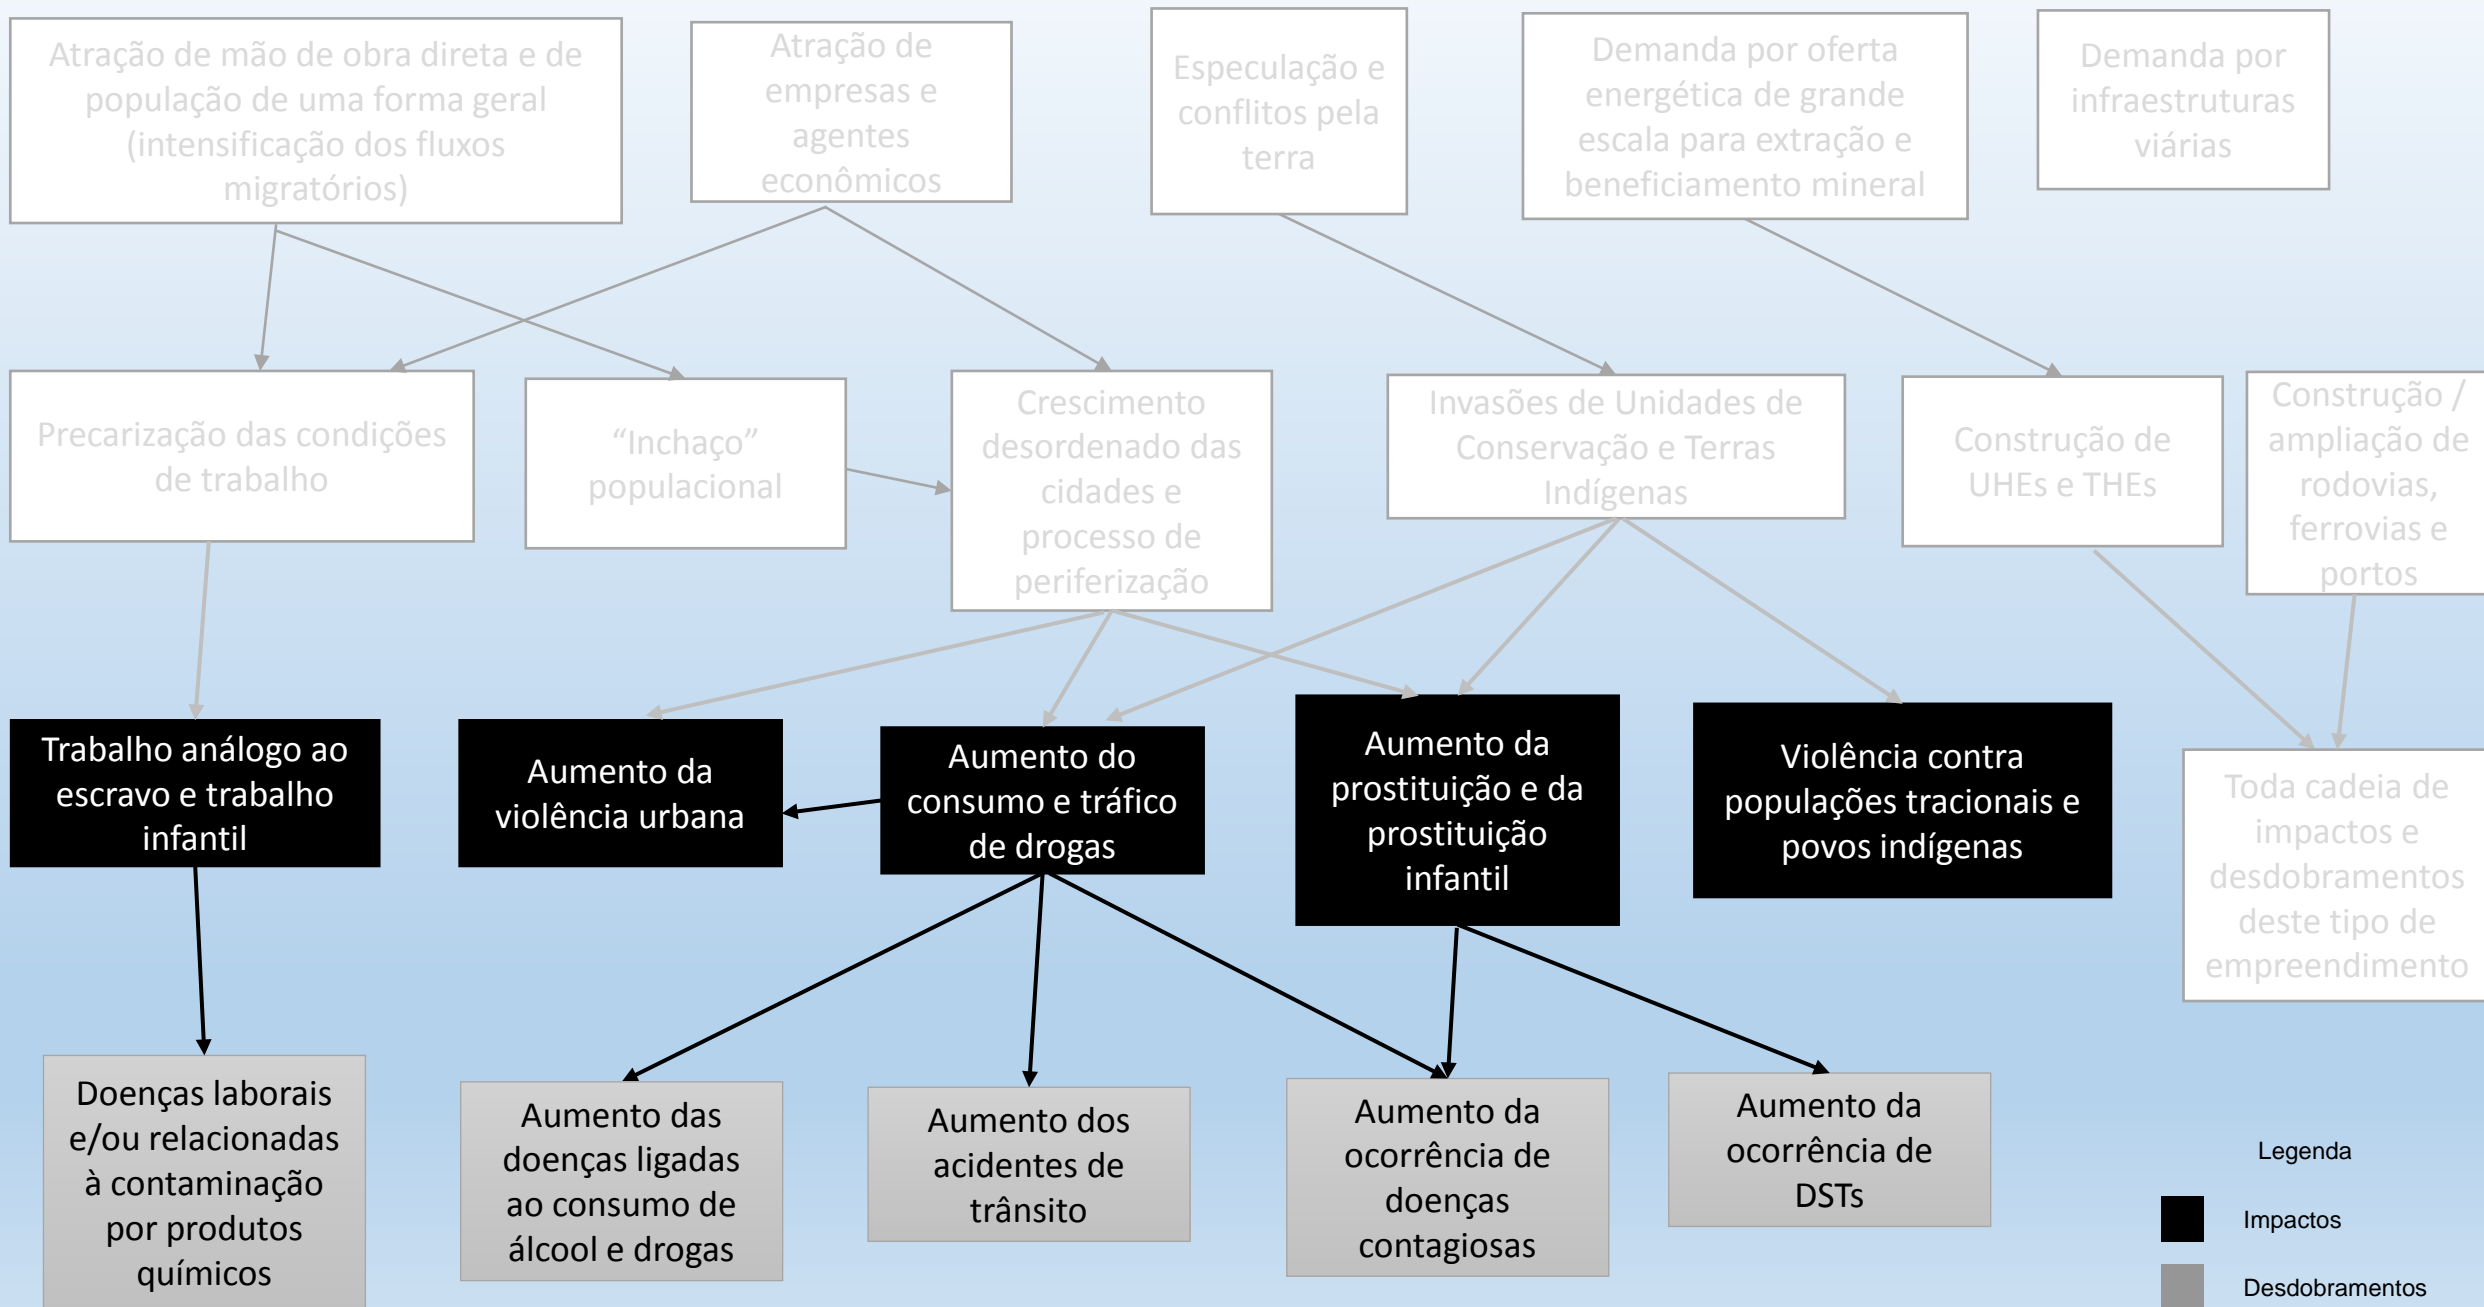 Atração de mão de obra direta e de
população de uma forma geral
(intensificação dos fluxos
migratórios)
Atração de
empresas e
agentes
econômicos
Especulação e
conflitos pela
terra
Demanda por oferta
energética de grande
escala para extração e
beneficiamento mineral
Demanda por
infraestruturas
viárias
Precarização das condições
de trabalho
“Inchaço”
populacional
Crescimento
desordenado das
cidades e
processo de
periferização
Invasões de Unidades de
Conservação e Terras
Indígenas
Construção de
UHEs e THEs
Construção /
ampliação de
rodovias,
ferrovias e
portos
Trabalho análogo ao
escravo e trabalho
infantil
Aumento da
violência urbana
Aumento do
consumo e tráfico
de drogas
Aumento da
prostituição e da
prostituição
infantil
Violência contra
populações tracionais e
povos indígenas
Toda cadeia de
impactos e
desdobramentos
deste tipo de
empreendimento
Doenças laborais
e/ou relacionadas
à contaminação
por produtos
químicos
Aumento das
doenças ligadas
ao consumo de
álcool e drogas
Aumento dos
acidentes de
trânsito
Aumento da
ocorrência de
doenças
contagiosas
Aumento da
ocorrência de
DSTs
Legenda
Impactos
Desdobramentos